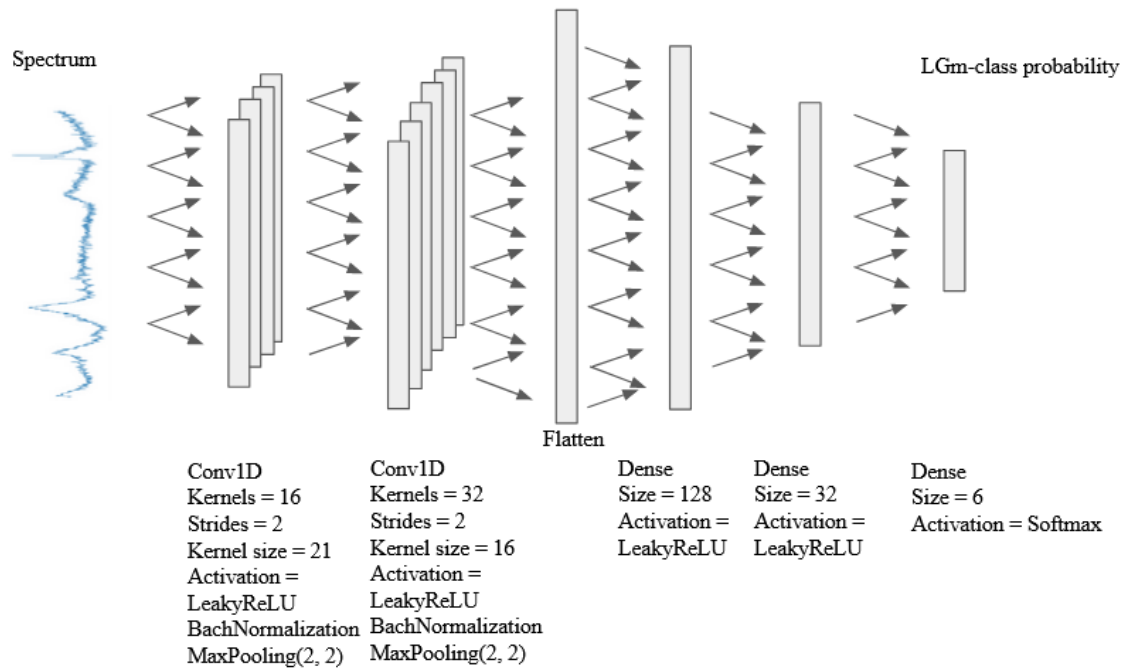 Spectrum
LGm-class probability
Flatten
Conv1D
Kernels = 16
Strides = 2
Kernel size = 21
Activation =
LeakyReLU
BachNormalization
MaxPooling(2, 2)
Conv1D
Kernels = 32
Strides = 2
Kernel size = 16
Activation =
LeakyReLU
BachNormalization
MaxPooling(2, 2)
Dense
Size = 128
Activation =
LeakyReLU
Dense
Size = 32
Activation =
LeakyReLU
Dense
Size = 6
Activation = Softmax